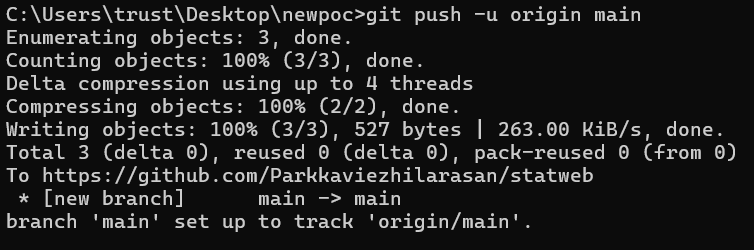 C:\Users\trust\Desktop\newpoc>git push -u origin main
Enumerating objects: 3, done.
Counting objects: 100% (3/3), done.
Delta compression using up to 4 threads
Compressing objects: 100% (2/2), done.
Writing objects: 100% (3/3), 527 bytes | 263.00 KiB/s, done.
Total 3 (delta 0), reused 0 (delta 0), pack-reused 0 (from 0)
To https://github.com/Parkkaviezhilarasan/statweb
 * [new branch]      main -> main
branch 'main' set up to track 'origin/main'.